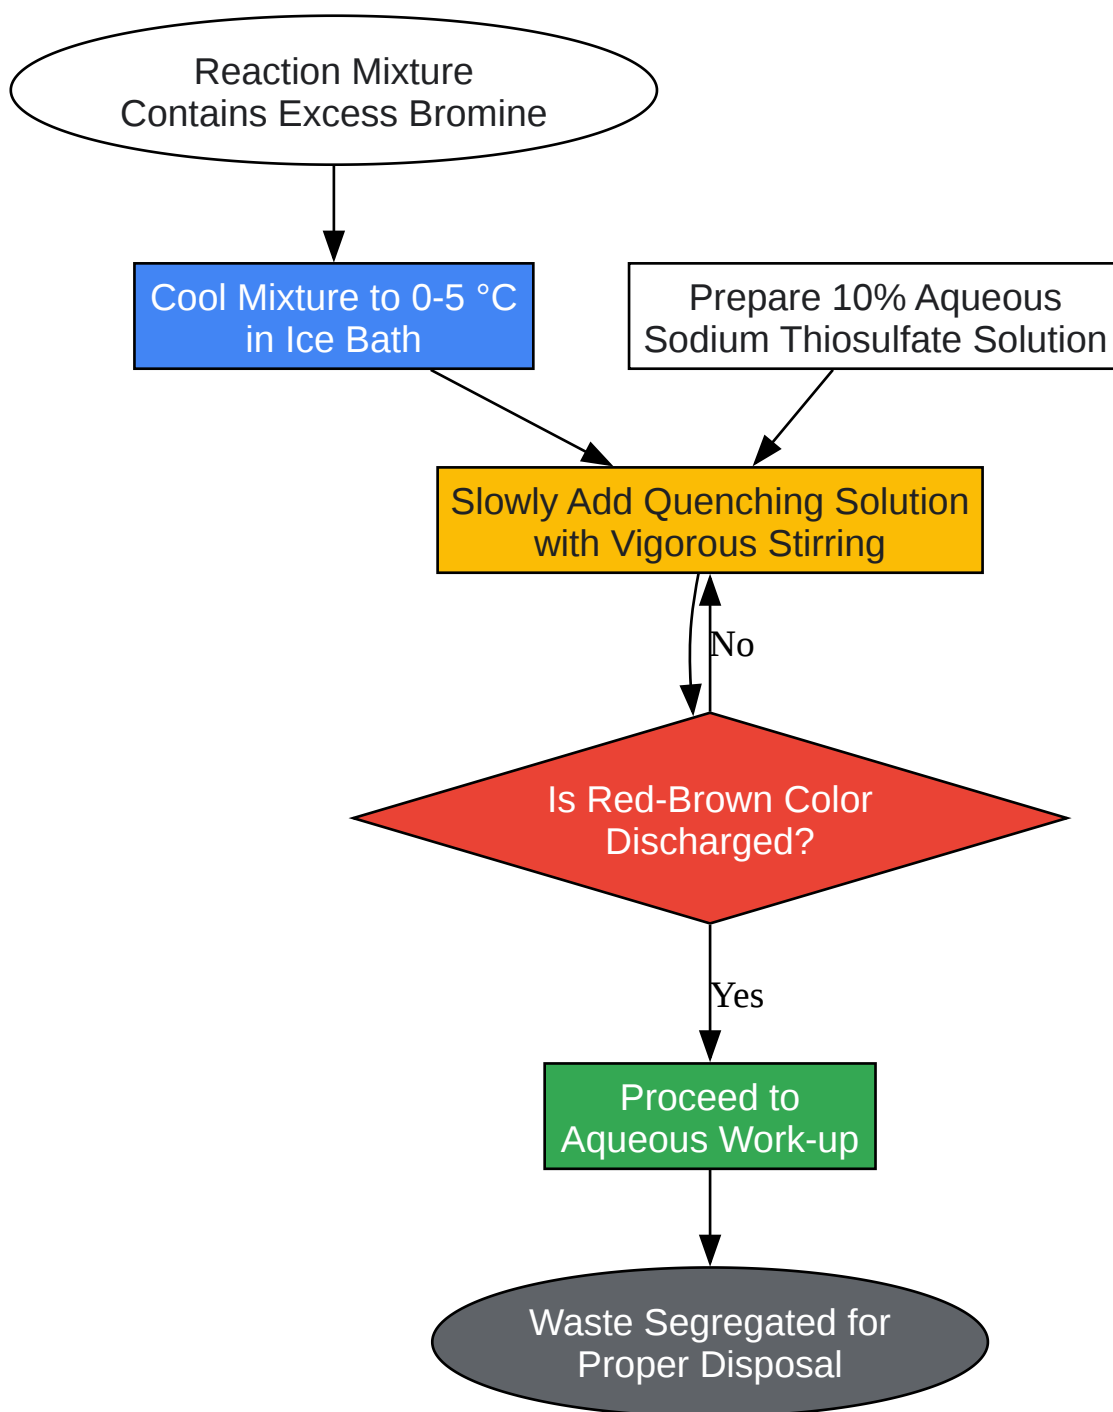 Reaction Mixture
Contains Excess Bromine
Cool Mixture to 0-5 °C
in Ice Bath
Prepare 10% Aqueous
Sodium Thiosulfate Solution
Slowly Add Quenching Solution
with Vigorous Stirring
No
Is Red-Brown Color
Discharged?
Yes
Proceed to
Aqueous Work-up
Waste Segregated for
Proper Disposal